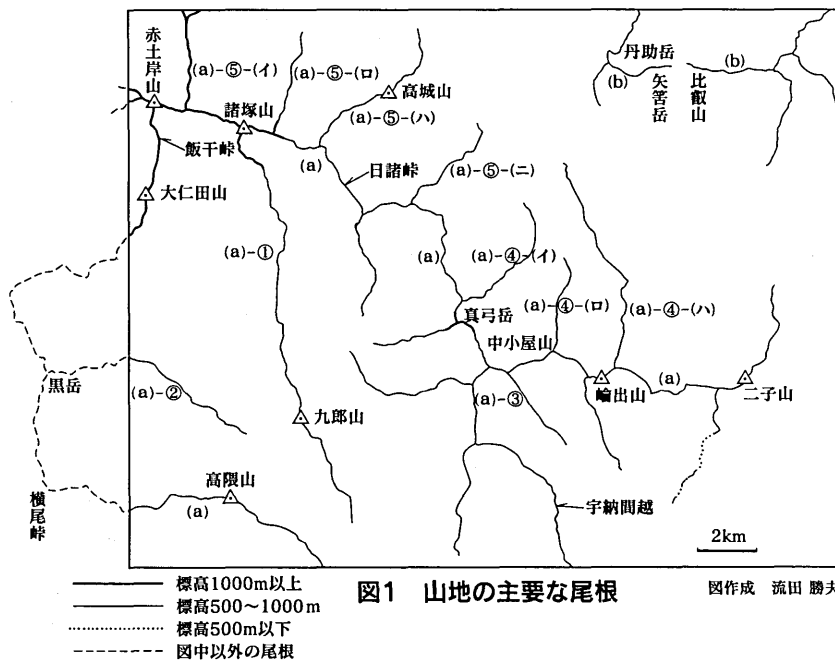 赤土岸山
(a)-⑤-(イ)
(a)-⑤-(ロ)
高城山
(a)-⑤-(ハ)
諸塚山
丹助岳
(b)
矢筈岳
比叡山
(b)
飯干峠
(a)
日諸峠
(a)-⑤-(ニ)
大仁田山
(a)-①
(a)
(a)-④-(イ)
真弓岳
(a)-④-(ロ)
(a)-④-(ハ)
中小屋山
黒岳
(a)-②
(a)-③
(a)
二子山
九郎山
高隈山
横尾峠
(a)
宇納間越
2km
標高1000m以上
標高500~1000m
標高500m以下
図中以外の尾根
図1 山地の主要な尾根
図作成 流田 勝夫